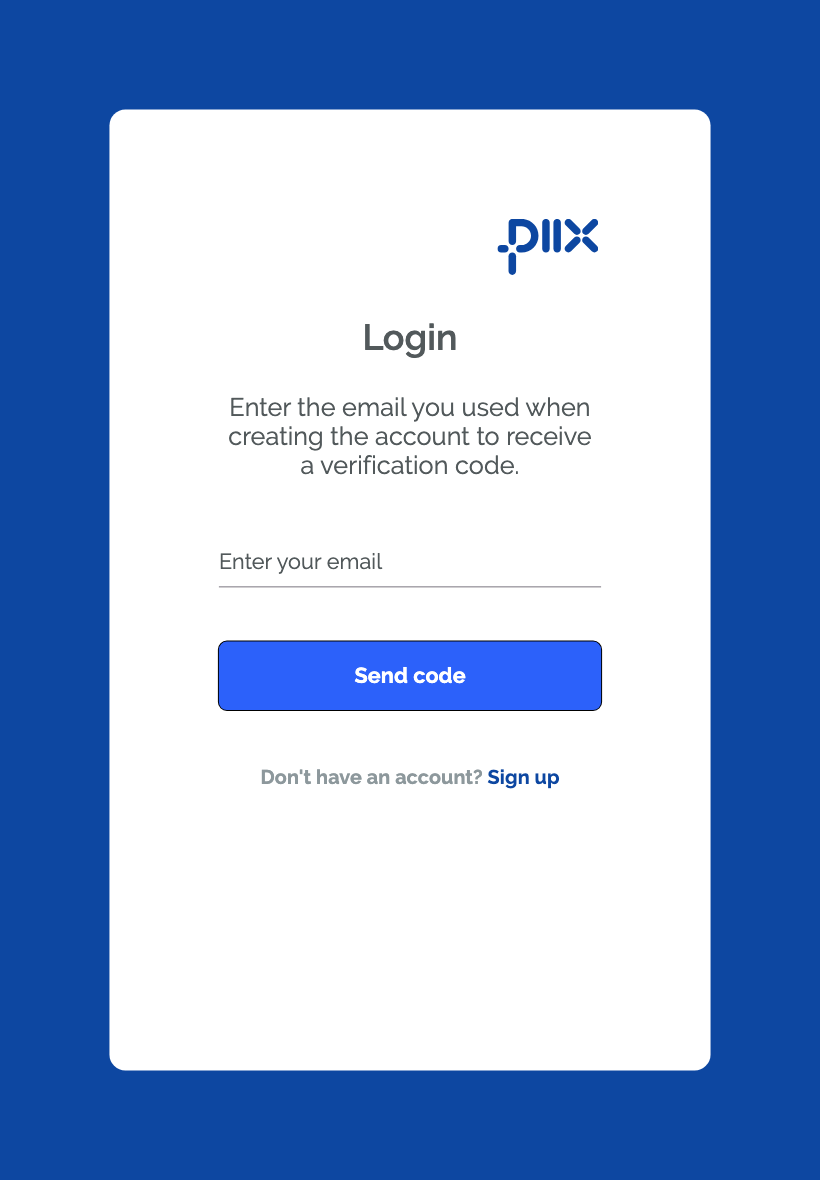 piix
Login
Enter the email you used when
creating the account to receive
a verification code.
Enter your email
Send code
Don't have an account? Sign up